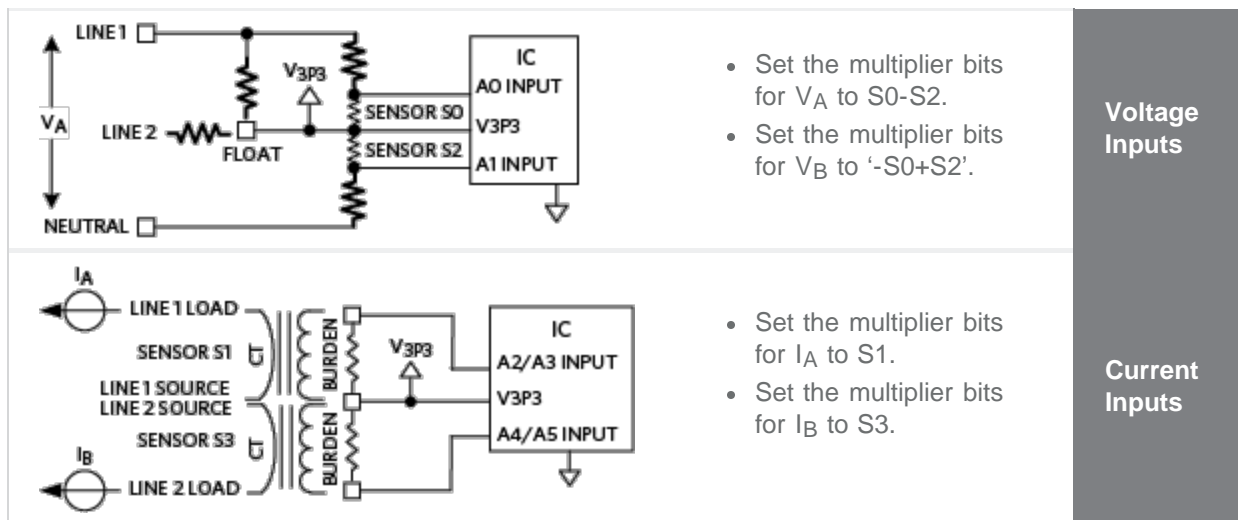 LINE 1
VA
LINE 2
FLOAT
V3P3
NEUTRAL
IC
A0 INPUT
SENSOR S0
V3P3
SENSOR S2
A1 INPUT
• Set the multiplier bits
for VA to S0-S2.
• Set the multiplier bits
for VB to ‘-S0+S2’.
Voltage
Inputs
IA
LINE 1 LOAD
SENSOR S1
CT
BURDEN
LINE 1 SOURCE
LINE 2 SOURCE
SENSOR S3
CT
BURDEN
IB
LINE 2 LOAD
V3P3
IC
A2/A3 INPUT
V3P3
A4/A5 INPUT
• Set the multiplier bits
for IA to S1.
• Set the multiplier bits
for IB to S3.
Current
Inputs